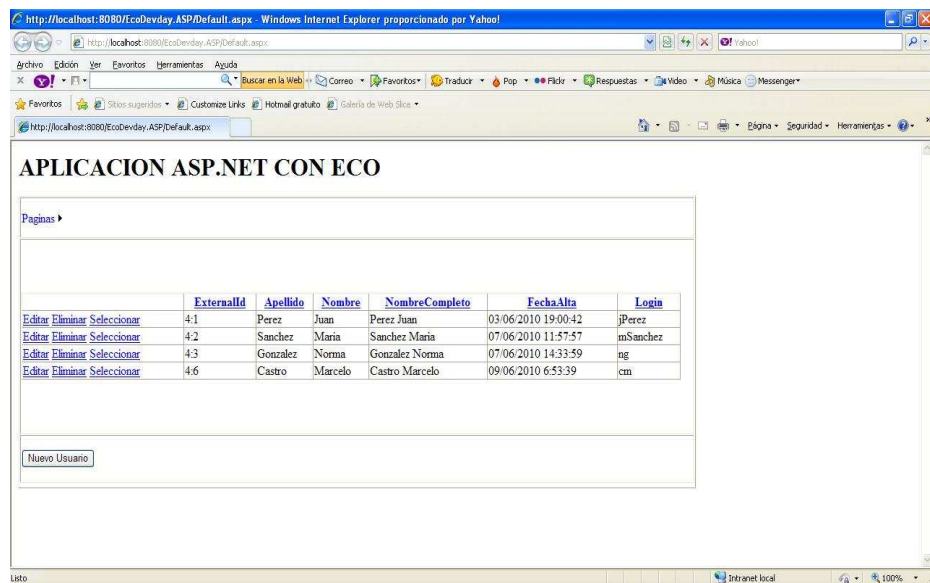 http://localhost:8080/EcoDevday.ASP/Default.aspx - Windows Internet Explorer proporcionado por Yahoo!
http://localhost:8080/EcoDevday.ASP/Default.aspx Yahoo!
Archivo Edición Ver Favoritos Herramientas Ayuda
Buscar en la Web Correo Favoritos Traducir Pop Flickr Respuestas Video Música Messenger
Favoritos Sitios sugeridos Customize Links Hotmail gratuito Galería de Web Slice
http://localhost:8080/EcoDevday.ASP/Default.aspx Página Seguridad Herramientas
APLICACION ASP.NET CON ECO
Paginas
ExternalId Apellido Nombre NombreCompleto FechaAlta Login
Editar Eliminar Seleccionar 4:1 Perez Juan Perez Juan 03/06/2010 19:00:42 jPerez
Editar Eliminar Seleccionar 4:2 Sanchez Maria Sanchez Maria 07/06/2010 11:57:57 mSanchez
Editar Eliminar Seleccionar 4:3 Gonzalez Norma Gonzalez Norma 07/06/2010 14:33:59 ng
Editar Eliminar Seleccionar 4:6 Castro Marcelo Castro Marcelo 09/06/2010 6:53:39 cm
Nuevo Usuario
Listo Intranet local 100%